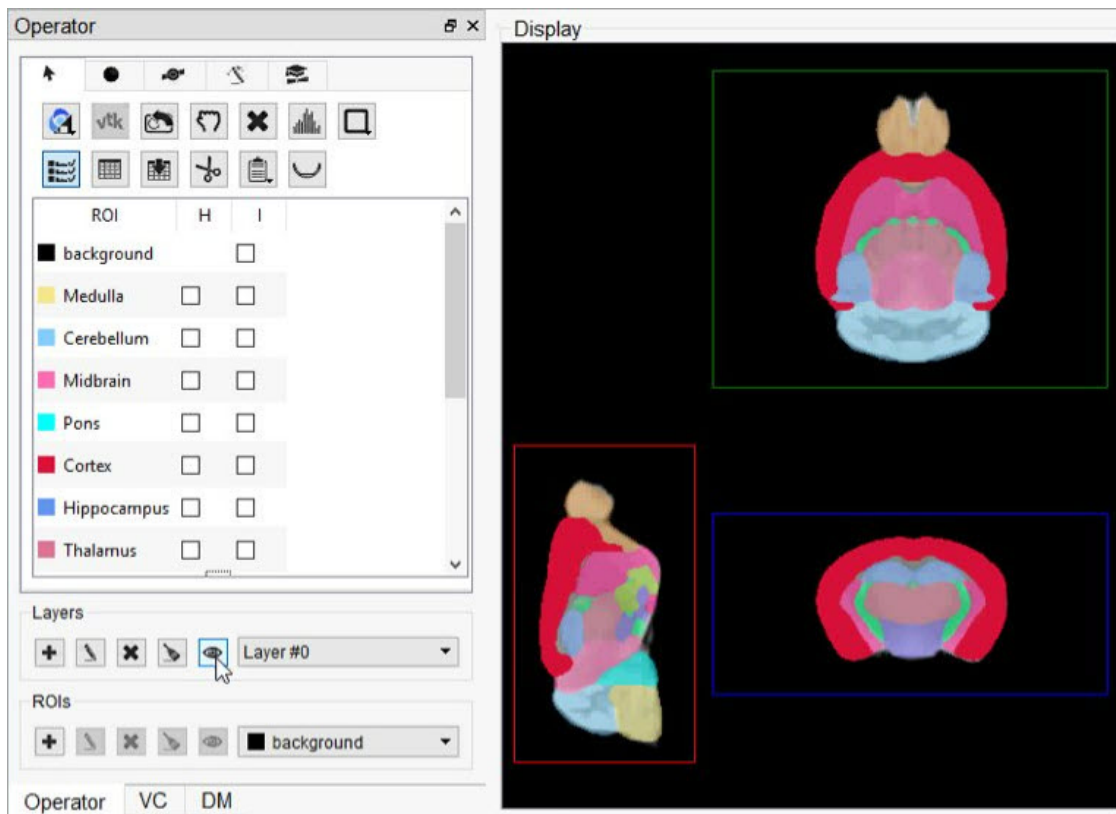 Operator
Display
vtk
ROI H I
background
Medulla
Cerebellum
Midbrain
Pons
Cortex
Hippocampus
Thalamus
Layers
Layer #0
ROIs
background
Operator VC DM